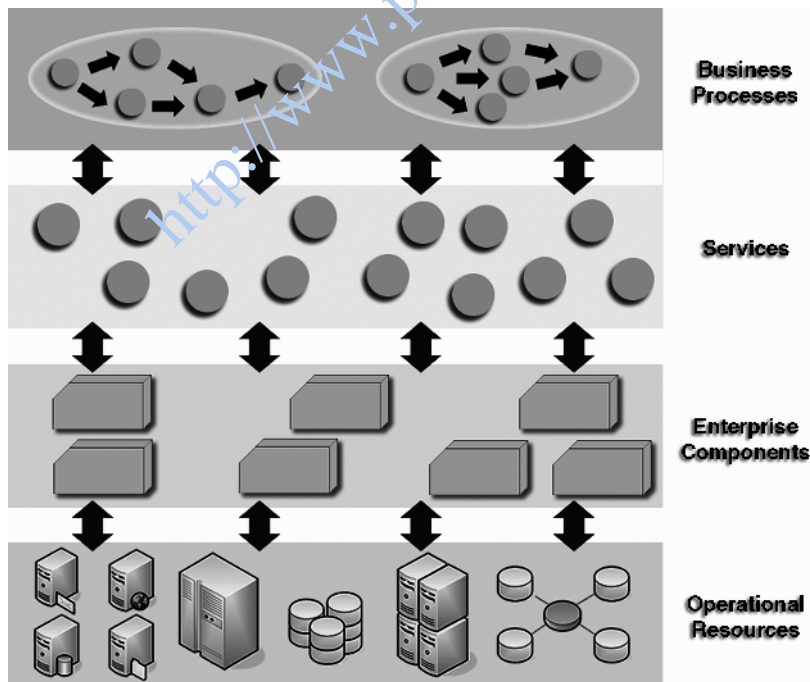 http://www.p
Business
Processes
Services
Enterprise
Components
Operational
Resources